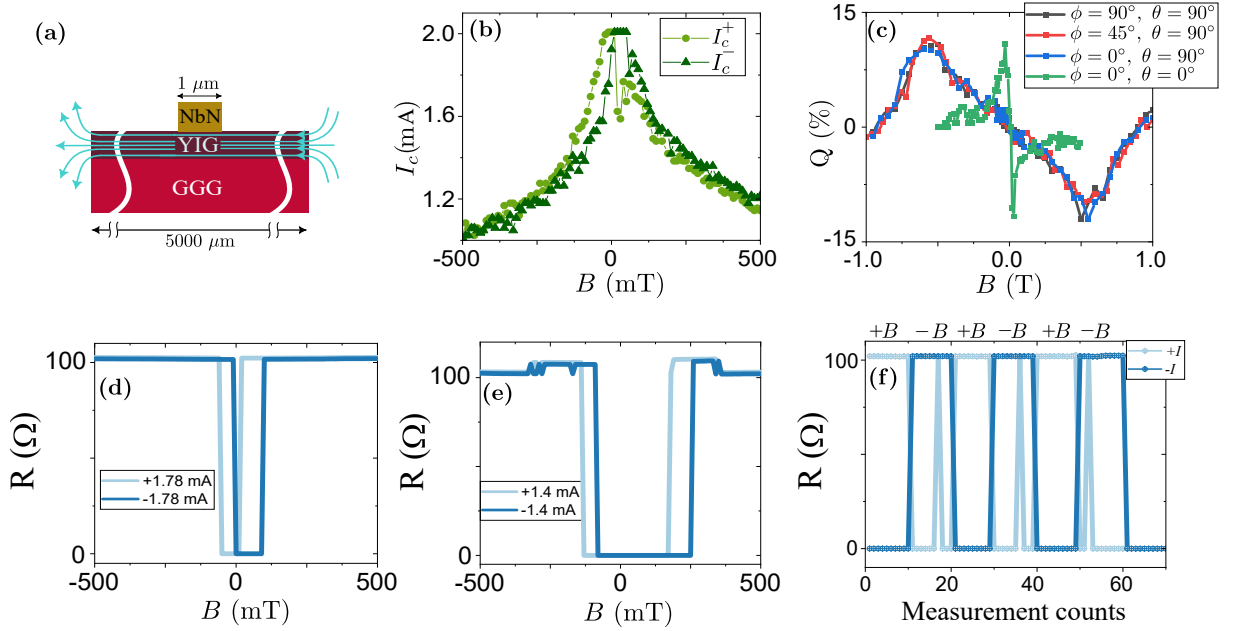 (a)
1 μm
NbN
YIG
GGG
5000 μm
(b)
I_c^+
I_c^-
2.0
1.6
1.2
I_c(mA)
-500 0 500
B (mT)
(c)
ϕ = 90°, θ = 90°
ϕ = 45°, θ = 90°
ϕ = 0°, θ = 90°
ϕ = 0°, θ = 0°
15
0
-15
Q (%)
-1.0 0.0 1.0
B (T)
(d)
100
0
R (Ω)
+1.78 mA
-1.78 mA
-500 0 500
B (mT)
(e)
100
0
R (Ω)
+1.4 mA
-1.4 mA
-500 0 500
B (mT)
+B −B +B −B +B −B
(f)
+I
-I
100
0
R (Ω)
0 20 40 60
Measurement counts